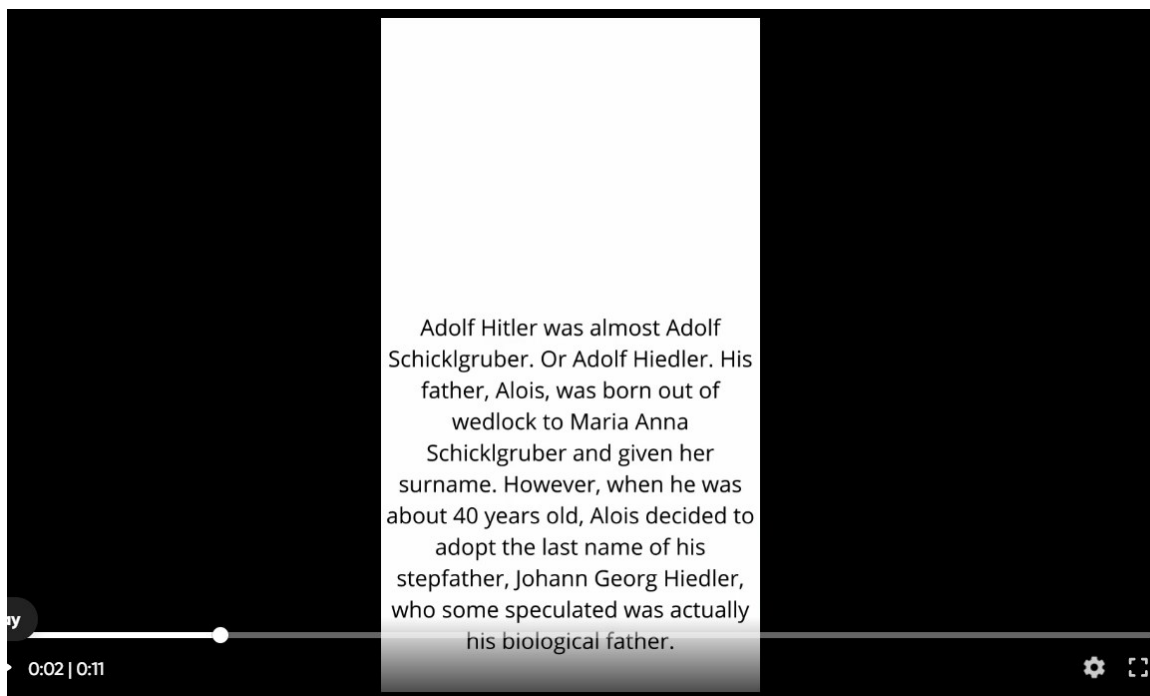 Adolf Hitler was almost Adolf
Schicklgruber. Or Adolf Hiedler. His
father, Alois, was born out of
wedlock to Maria Anna
Schicklgruber and given her
surname. However, when he was
about 40 years old, Alois decided to
adopt the last name of his
stepfather, Johann Georg Hiedler,
who some speculated was actually
his biological father.
ay
0:02 | 0:11